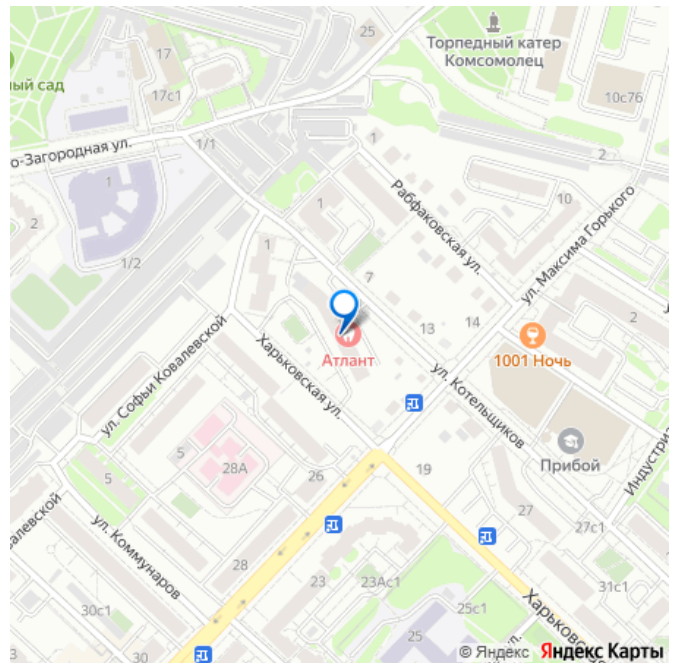 25
Торпедный катер
Комсомолец
17
ый сад
17с1
10с76
1
о-Загородная ул.
1/1
2
1
Рабфаковская ул.
10
ул. Максима Горького
2
1
1
7
1/2
13
14
2
Атлант
1001 Ночь
ул. Софьи Ковалевской
Харьковская ул.
ул. Котельщиков
Прибой
Индустриа
5
28А
26
19
5
27
27с1
валевской
ул. Коммунаров
28
23
23Ас1
31с1
30с1
25с1
Харьковс
25
ул.
30
© Яндекс Яндекс Карты